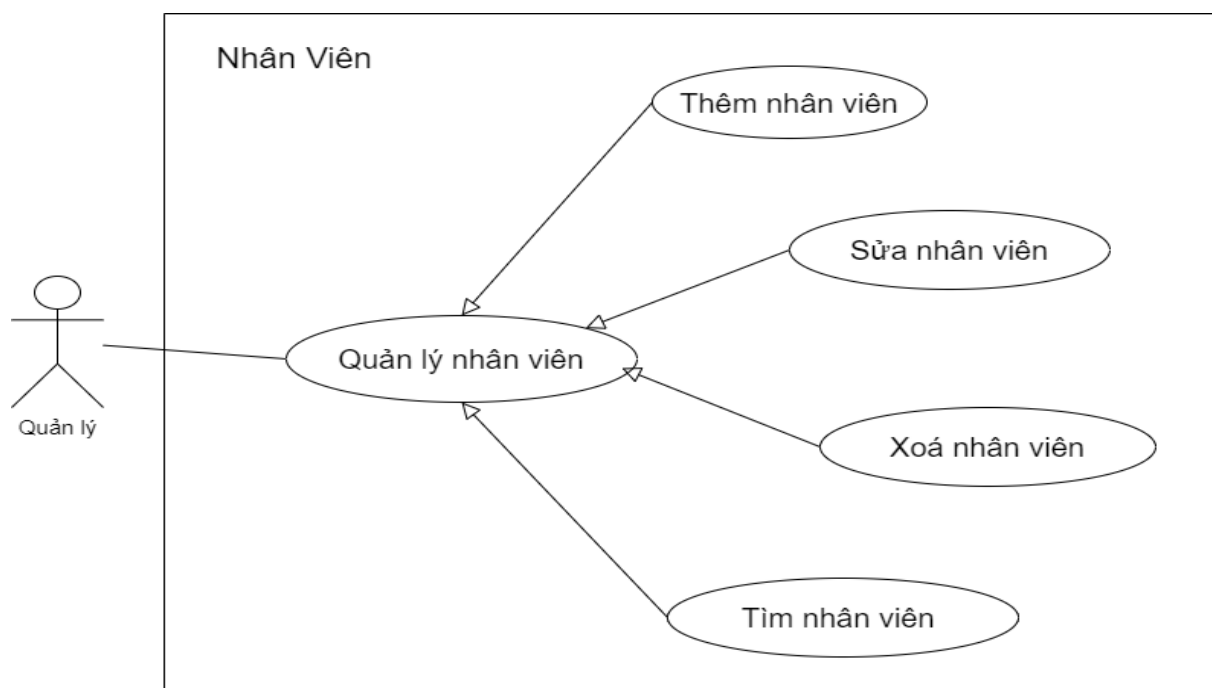 Nhân Viên
Thêm nhân viên
Sửa nhân viên
Quản lý nhân viên
Quản lý
Xoá nhân viên
Tìm nhân viên